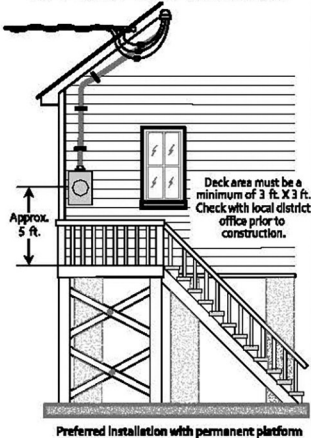 Deck area must be a
minimum of 3 ft. X 3 ft.
Check with local district
office prior to
construction.
Approx.
5 ft.
Preferred installation with permanent platform